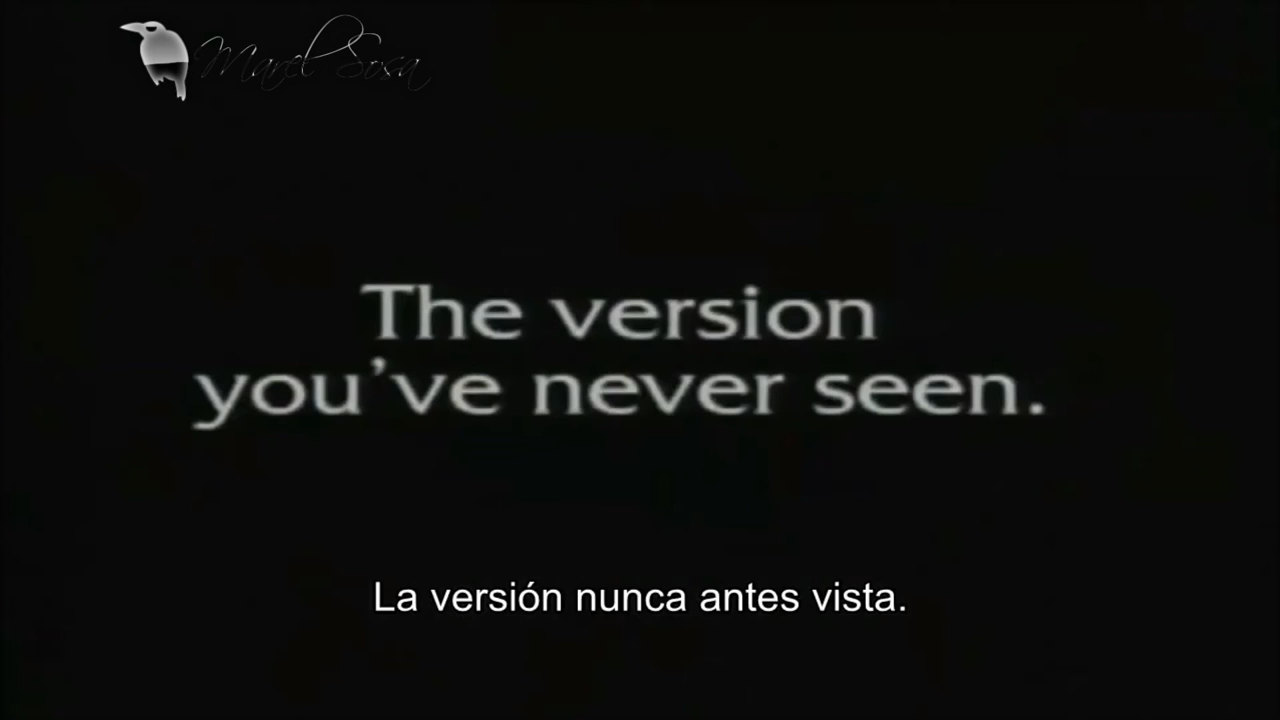 Marel Sosa
The version
you've never seen.
La versión nunca antes vista.